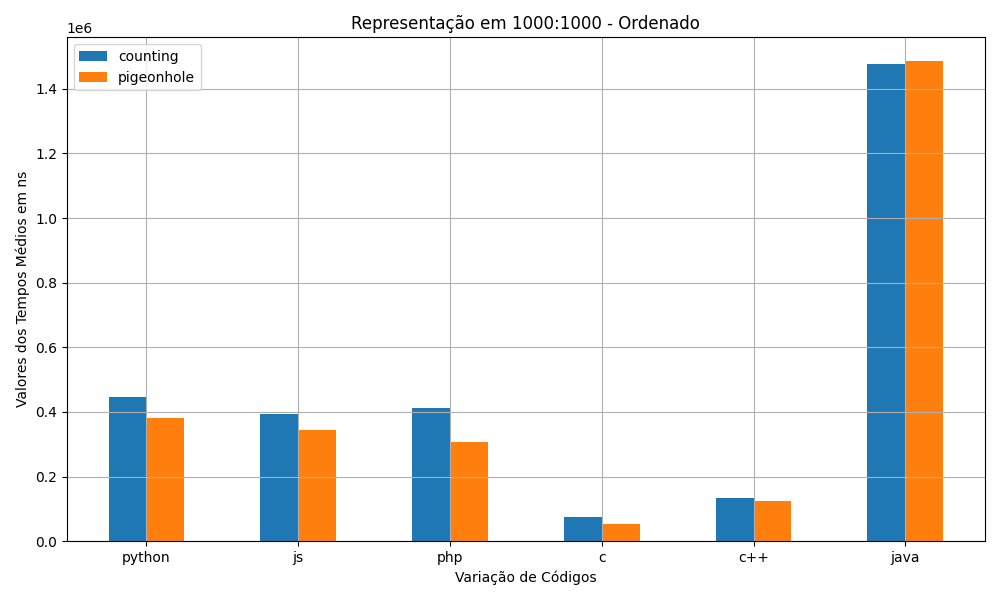 Representação em 1000:1000 - Ordenado
1e6
counting
pigeonhole
1.4
1.2
1.0
0.8
0.6
0.4
0.2
0.0
Valores dos Tempos Médios em ns
python js php c c++ java
Variação de Códigos